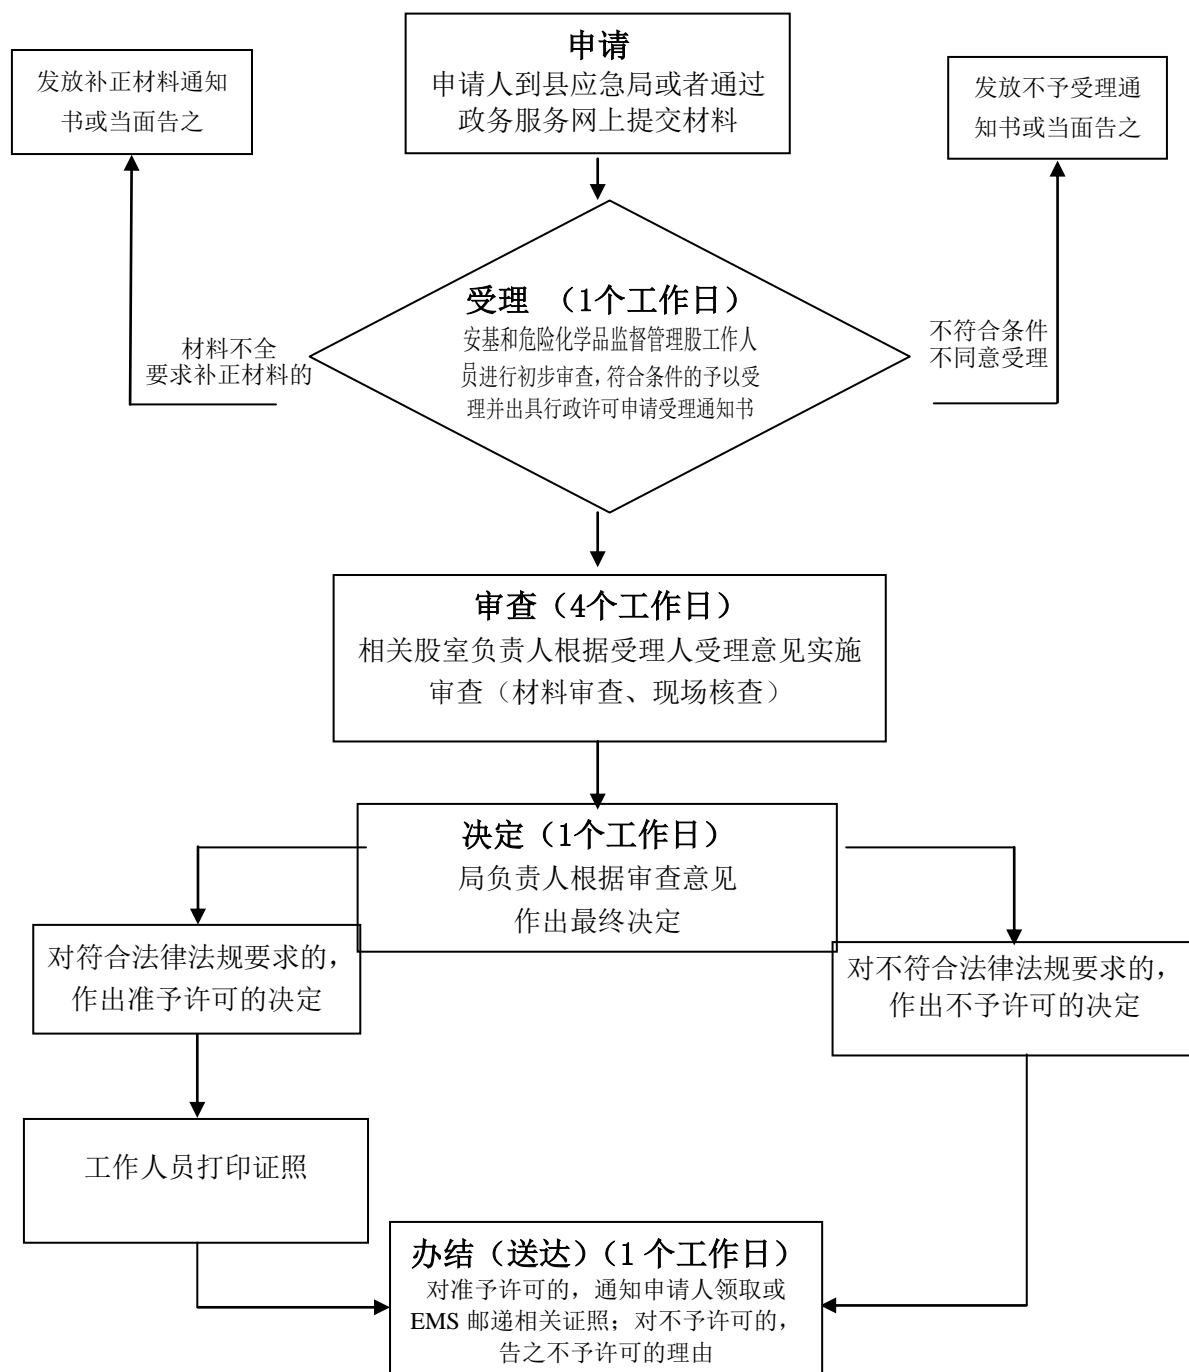 申请
申请人到县应急局或者通过
政务服务网上提交材料
发放补正材料通知
书或当面告之
发放不予受理通
知书或当面告之
受理 （1个工作日）
安基和危险化学品监督管理股工作人
员进行初步审查，符合条件的予以受
理并出具行政许可申请受理通知书
材料不全
要求补正材料的
不符合条件
不同意受理
审查（4个工作日）
相关股室负责人根据受理人受理意见实施
审查（材料审查、现场核查）
决定（1个工作日）
局负责人根据审查意见
作出最终决定
对符合法律法规要求的，
作出准予许可的决定
对不符合法律法规要求的，
作出不予许可的决定
工作人员打印证照
办结（送达）（1 个工作日）
对准予许可的，通知申请人领取或
EMS 邮递相关证照；对不予许可的，
告之不予许可的理由